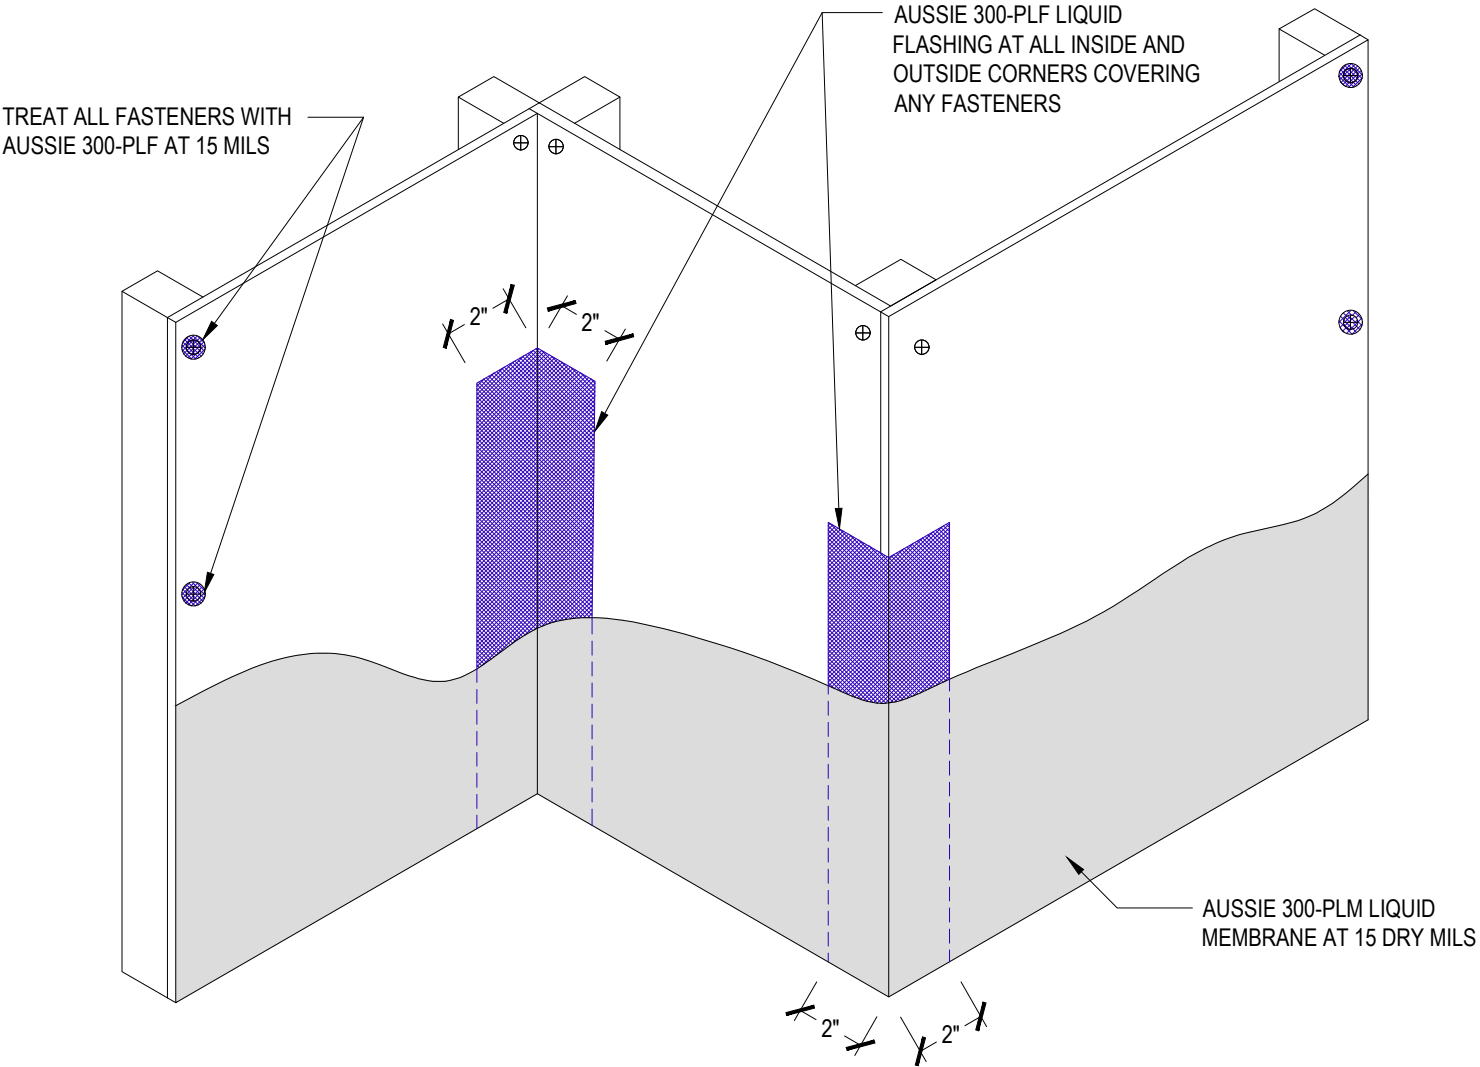 AUSSIE 300-PLF LIQUID
FLASHING AT ALL INSIDE AND
OUTSIDE CORNERS COVERING
ANY FASTENERS
TREAT ALL FASTENERS WITH
AUSSIE 300-PLF AT 15 MILS
2"
2"
AUSSIE 300-PLM LIQUID
MEMBRANE AT 15 DRY MILS
2"
2"